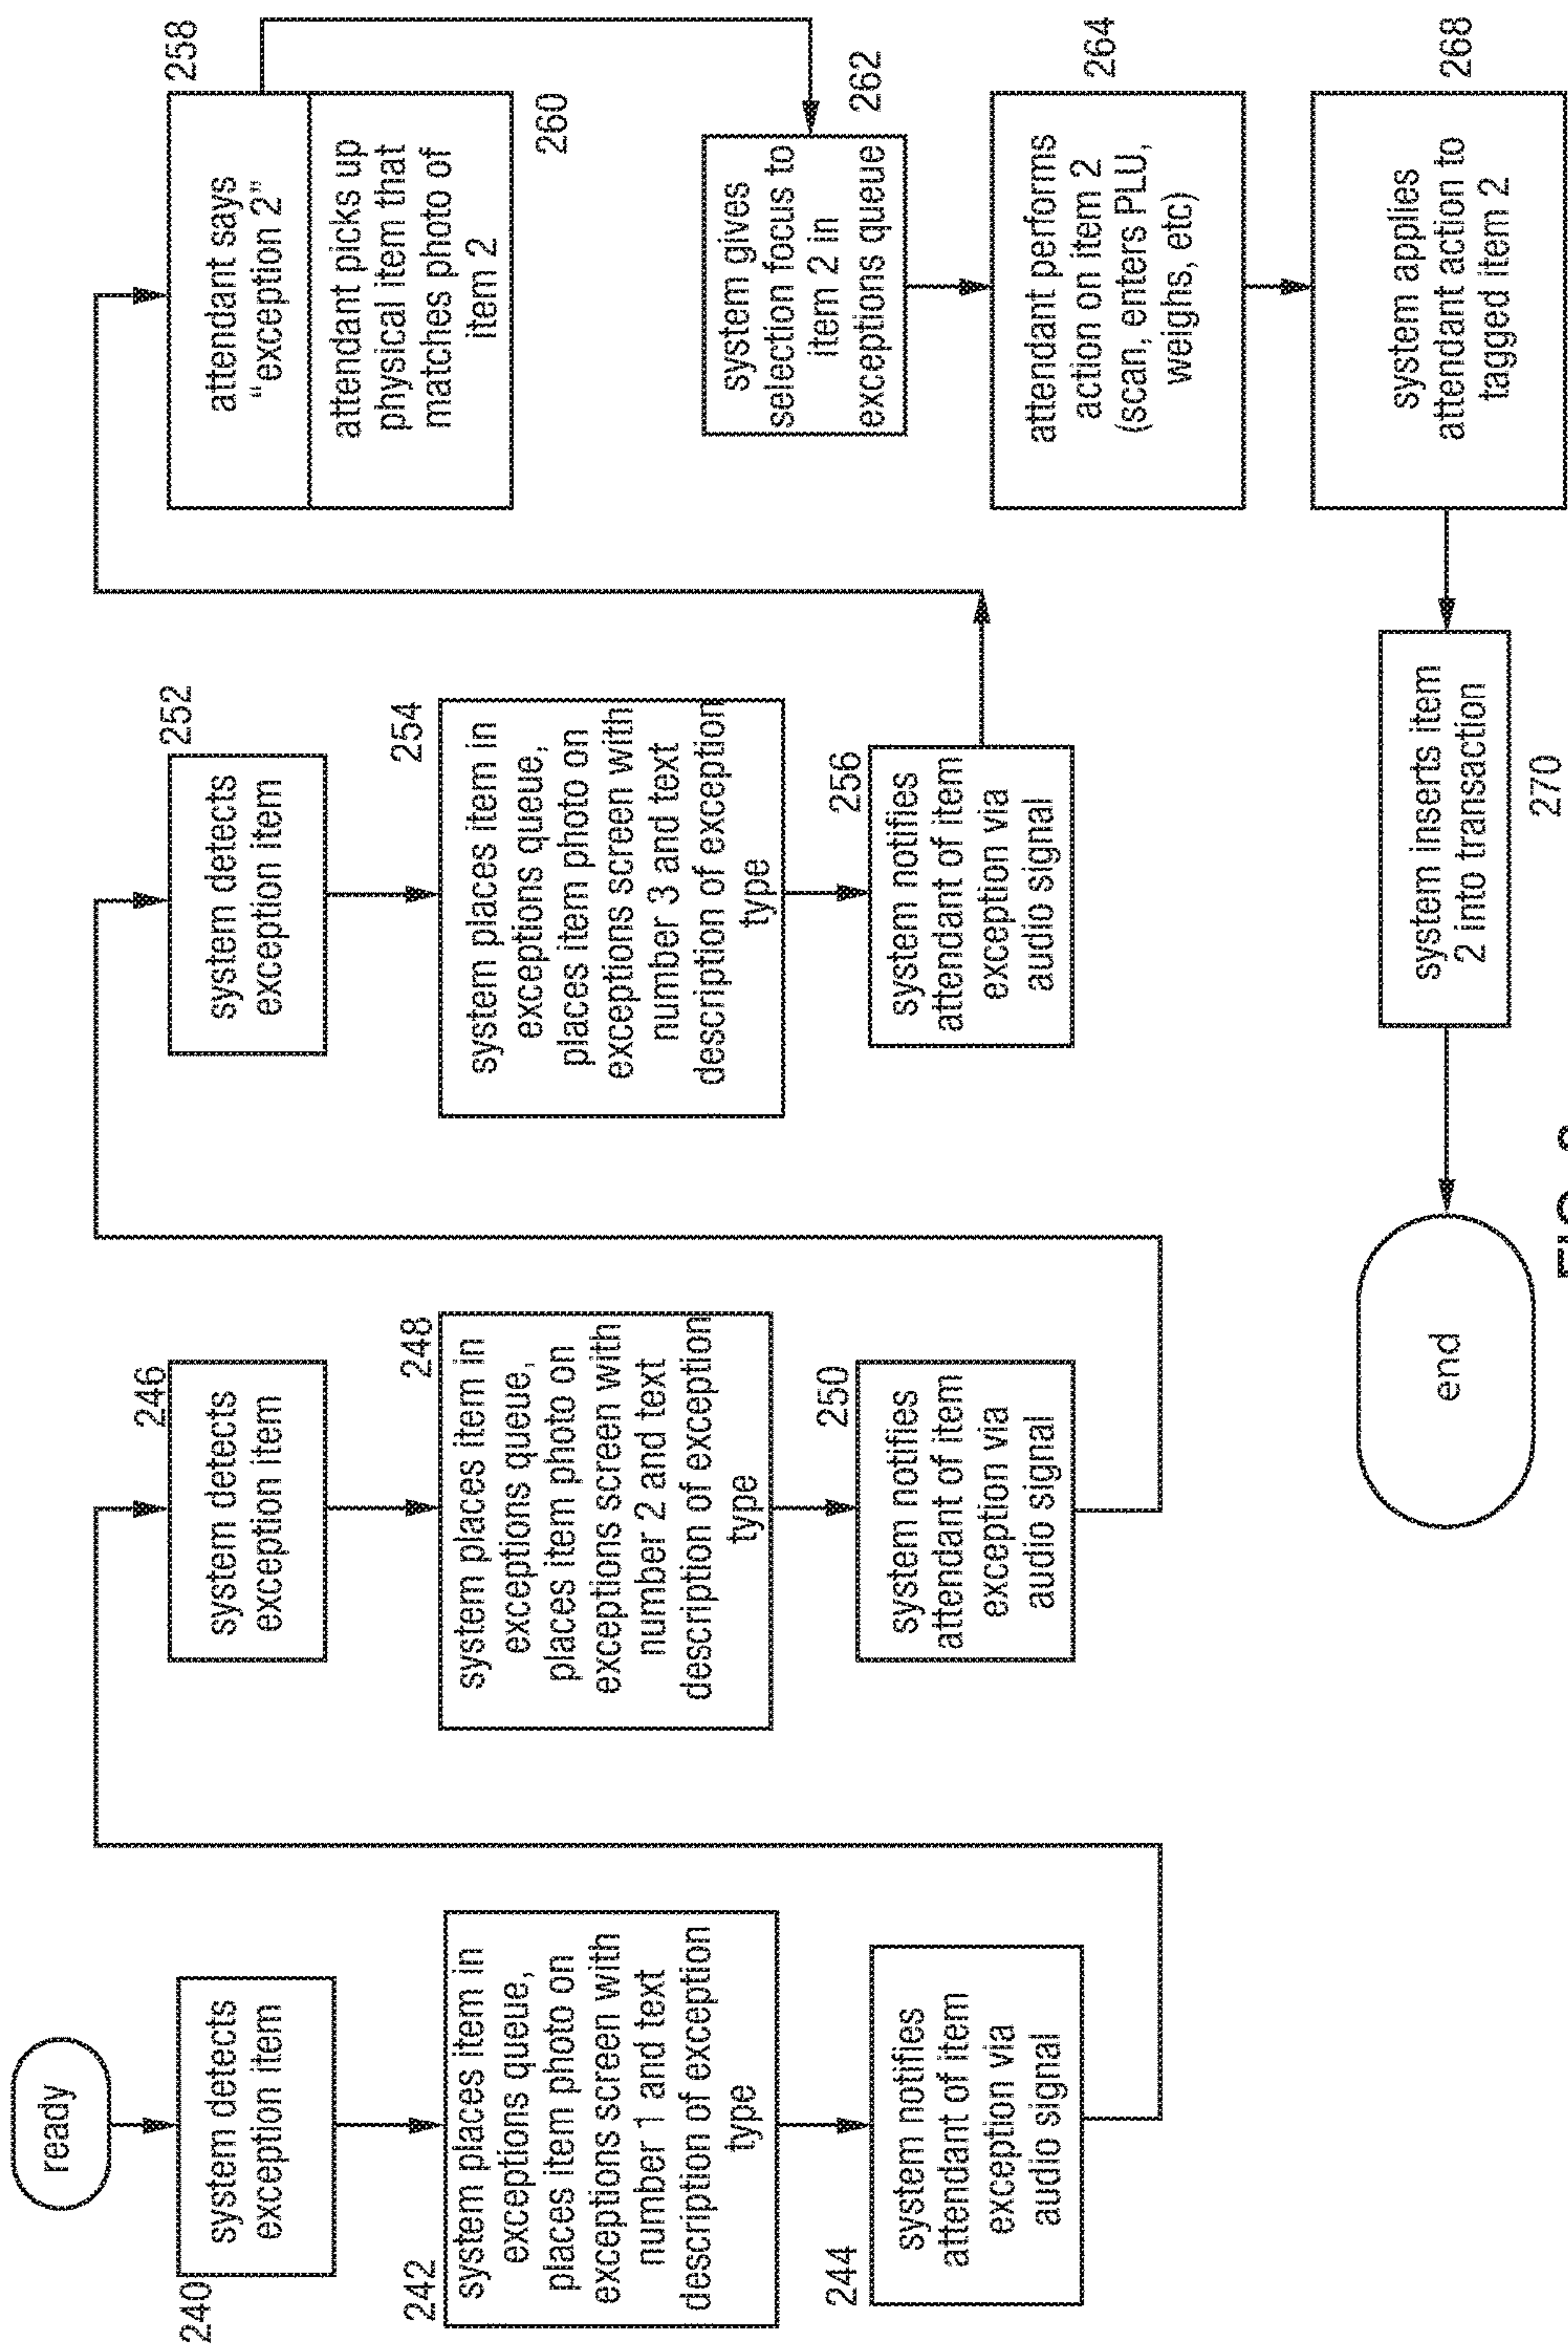 ready
240
system detects
exception item
242
system places item in
exceptions queue,
places item photo on
exceptions screen with
number 1 and text
description of exception
type
244
system notifies
attendant of item
exception via
audio signal
246
system detects
exception item
248
system places item in
exceptions queue,
places item photo on
exceptions screen with
number 2 and text
description of exception
type
250
system notifies
attendant of item
exception via
audio signal
252
system detects
exception item
254
system places item in
exceptions queue,
places item photo on
exceptions screen with
number 3 and text
description of exception
type
256
system notifies
attendant of item
exception via
audio signal
258
attendant says
“exception 2”
attendant picks up
physical item that
matches photo of
item 2
260
262
system gives
selection focus to
item 2 in
exceptions queue
264
attendant performs
action on item 2
(scan, enters PLU,
weighs, etc)
268
system applies
attendant action to
tagged item 2
system inserts item
2 into transaction
270
end